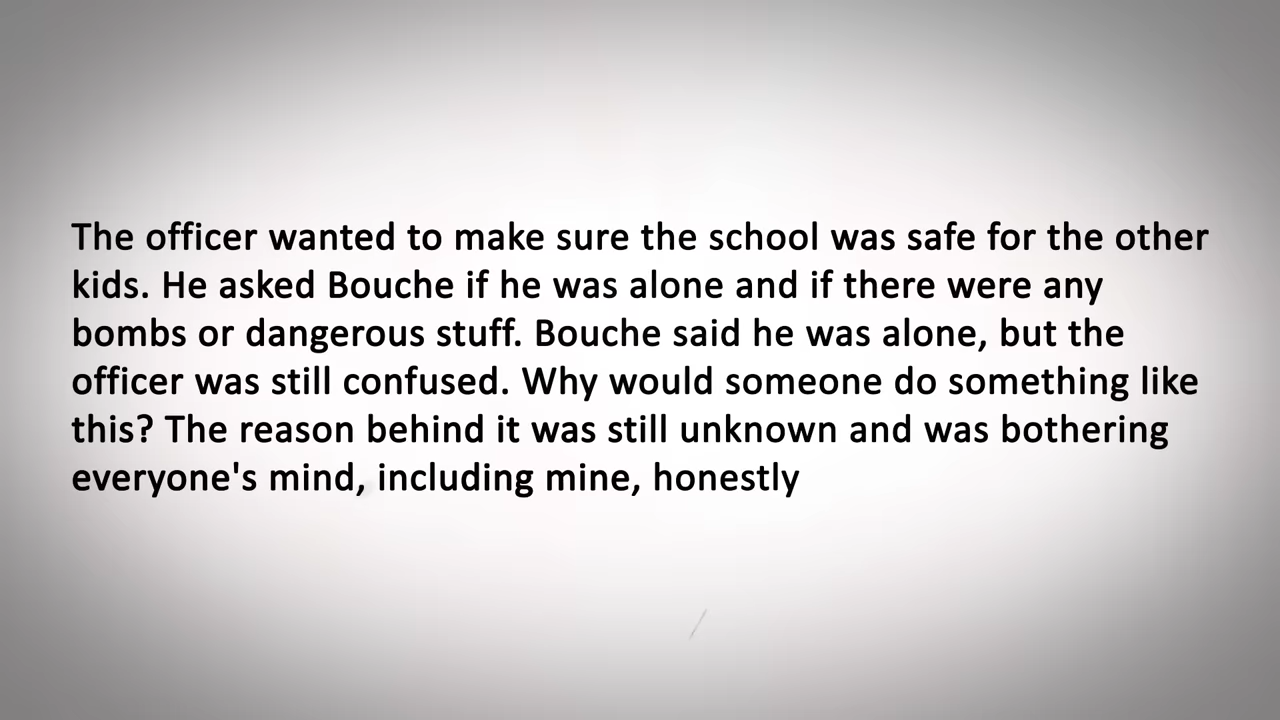 The officer wanted to make sure the school was safe for the other
kids. He asked Bouche if he was alone and if there were any
bombs or dangerous stuff. Bouche said he was alone, but the
officer was still confused. Why would someone do something like
this? The reason behind it was still unknown and was bothering
everyone's mind, including mine, honestly